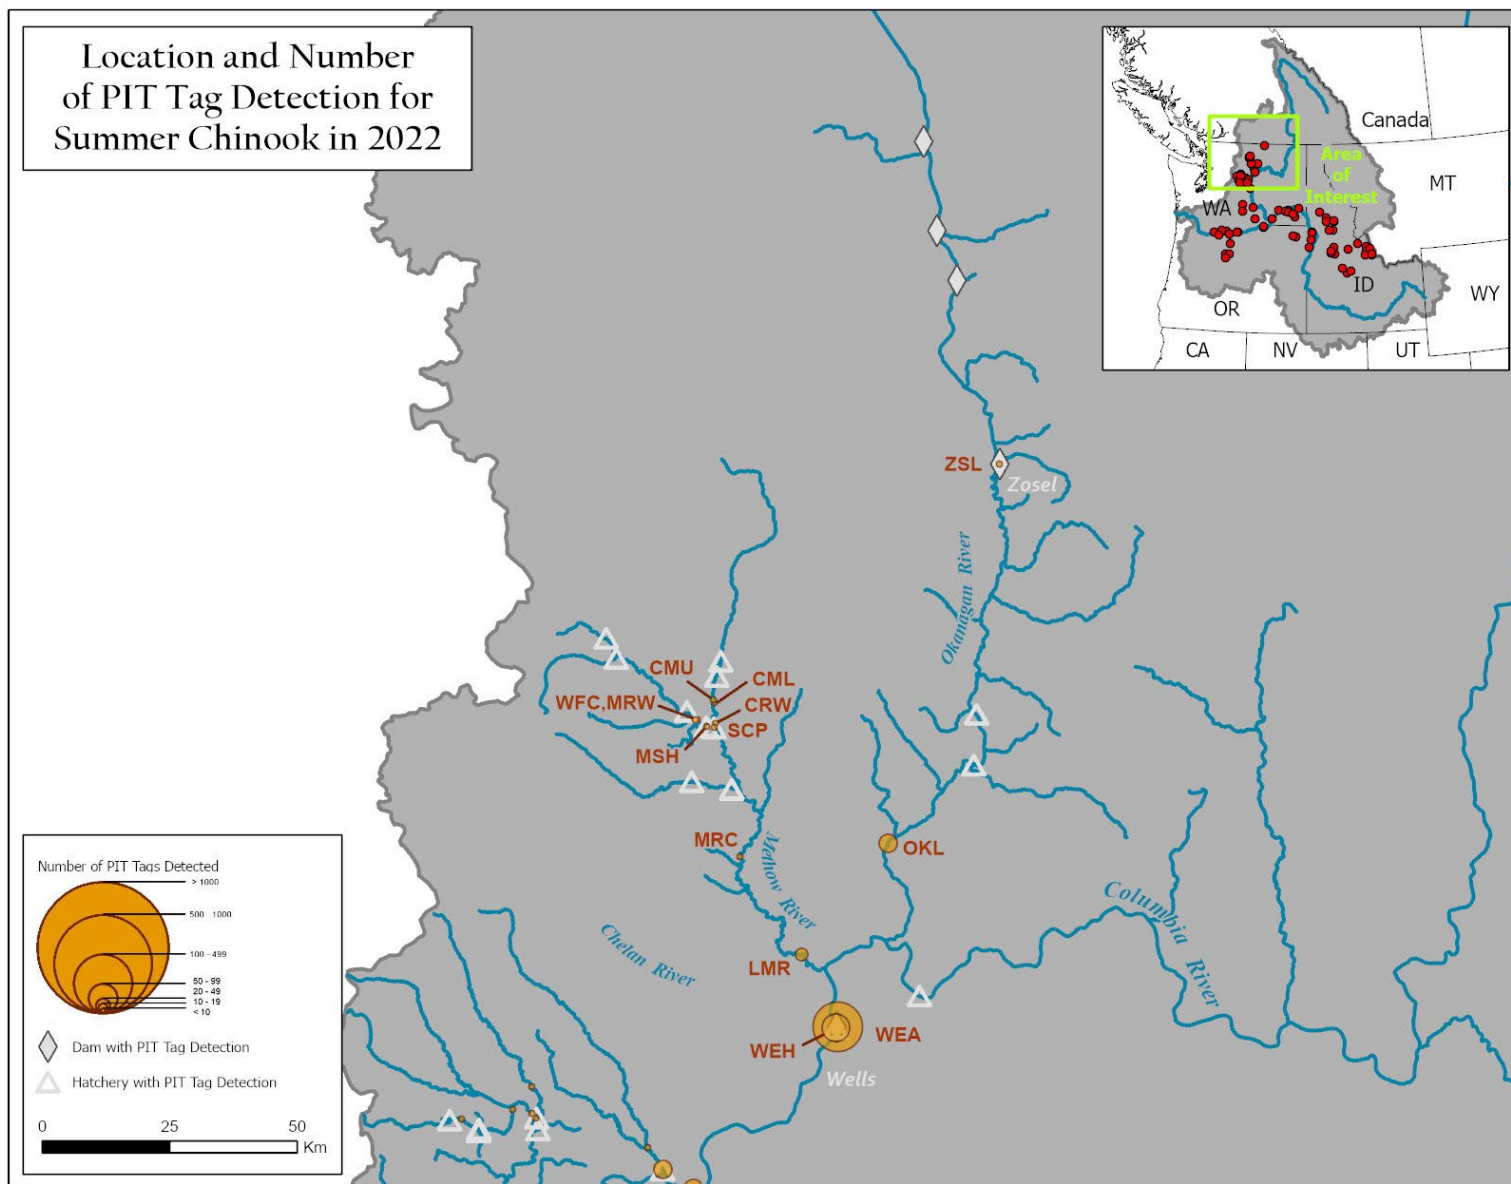 Location and Number
of PIT Tag Detection for
Summer Chinook in 2022
Canada
Area
of
Interest
MT
WA
ID
OR
WY
CA
NV
UT
ZSL
Zosel
Okanagan River
CMU
CML
WFC,MRW
CRW
SCP
MSH
MRC
Methow River
OKL
Columbia River
Chelan River
LMR
WEA
WEH
Wells
Number of PIT Tags Detected
> 1000
500 - 1000
100 - 499
50 - 99
20 - 49
10 - 19
< 10
Dam with PIT Tag Detection
Hatchery with PIT Tag Detection
0 25 50
Km